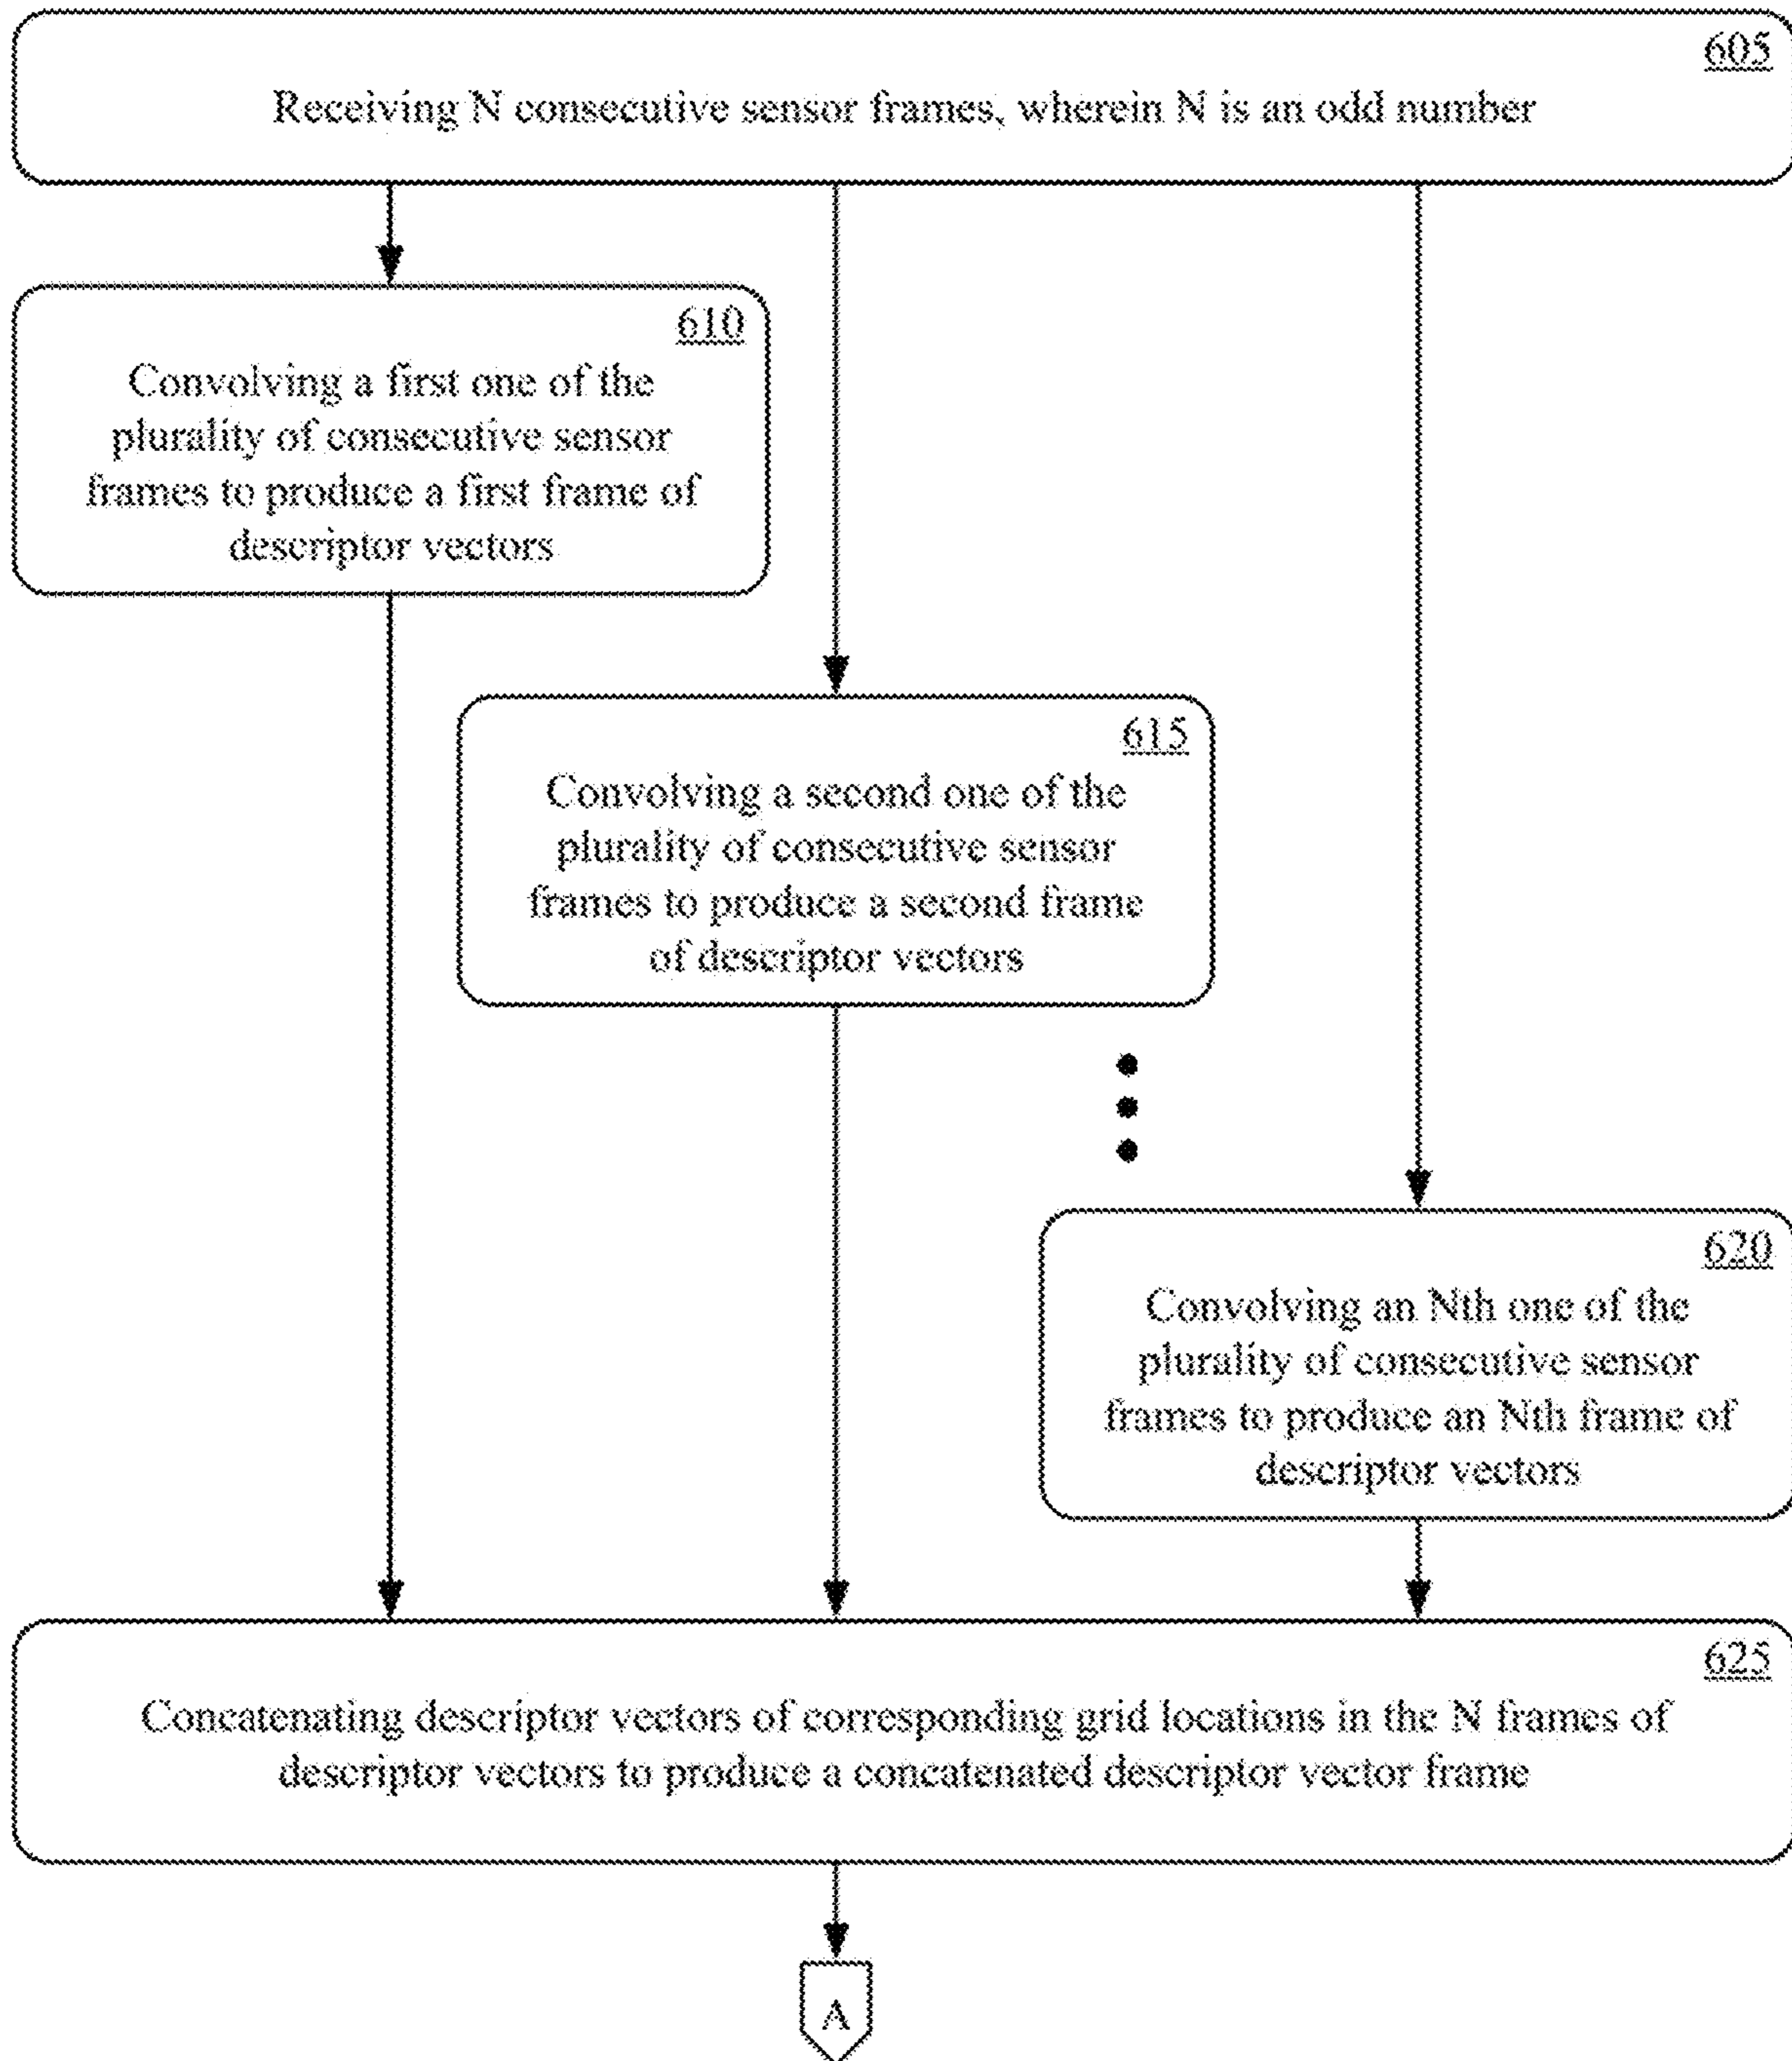 605
Receiving N consecutive sensor frames, wherein N is an odd number
610
Convolving a first one of the
plurality of consecutive sensor
frames to produce a first frame of
descriptor vectors
615
Convolving a second one of the
plurality of consecutive sensor
frames to produce a second frame
of descriptor vectors
620
Convolving an Nth one of the
plurality of consecutive sensor
frames to produce an Nth frame of
descriptor vectors
625
Concatenating descriptor vectors of corresponding grid locations in the N frames of
descriptor vectors to produce a concatenated descriptor vector frame
A